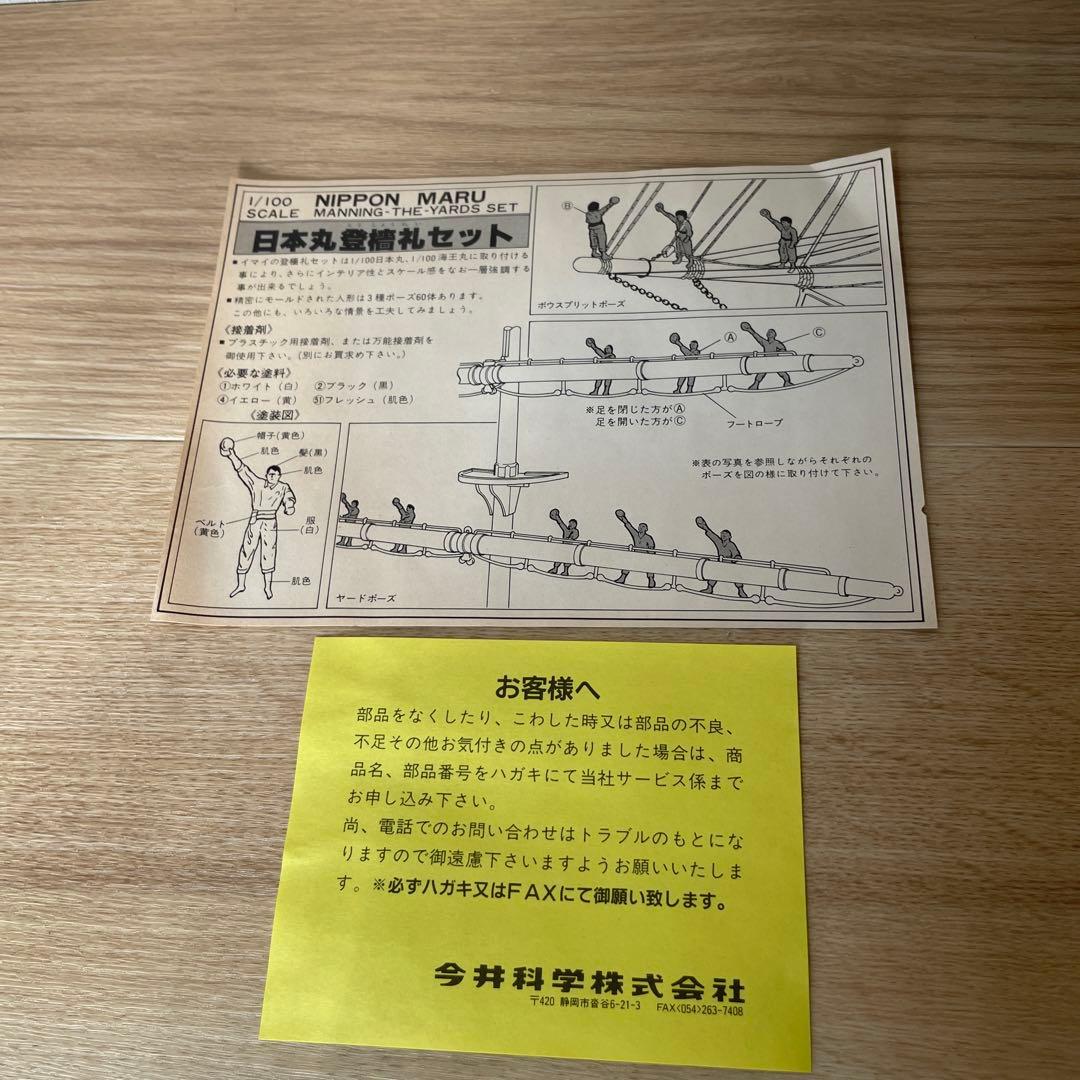 1/100 SCALE
NIPPON MARU
MANNING-THE-YARDS SET
日本丸登檣礼セット
■イマイの登檣礼セットは1/100日本丸、1/100海王丸に取り付ける
事により、さらにインテリア性とスケール感をなお一層強調する
事が出来るでしょう。
■精密にモールドされた人形は3種ポーズ60体あります。
この他にも、いろいろな情景を工夫してみましょう。
《接着剤》
■プラスチック用接着剤、または万能接着剤を
御使用下さい。(別にお買求め下さい。)
《必要な塗料》
①ホワイト(白) ②ブラック(黒)
④イエロー(黄) 51フレッシュ(肌色)
《塗装図》
帽子(黄色)
肌色
髪(黒)
肌色
ベルト
(黄色)
服
(白)
肌色
Ⓑ
ボウスプリットポーズ
Ⓐ
Ⓒ
※足を閉じた方がⒶ
足を開いた方がⒸ
フートロープ
※表の写真を参照しながらそれぞれの
ポーズを図の様に取り付けて下さい。
ヤードポーズ
お客様へ
部品をなくしたり、こわした時又は部品の不良、
不足その他お気付きの点がありました場合は、商
品名、部品番号をハガキにて当社サービス係まで
お申し込み下さい。
尚、電話でのお問い合わせはトラブルのもとにな
りますので御遠慮下さいますようお願いいたしま
す。※必ずハガキ又はFAXにて御願い致します。
今井科学株式会社
〒420 静岡市沓谷6-21-3 FAX<054>263-7408